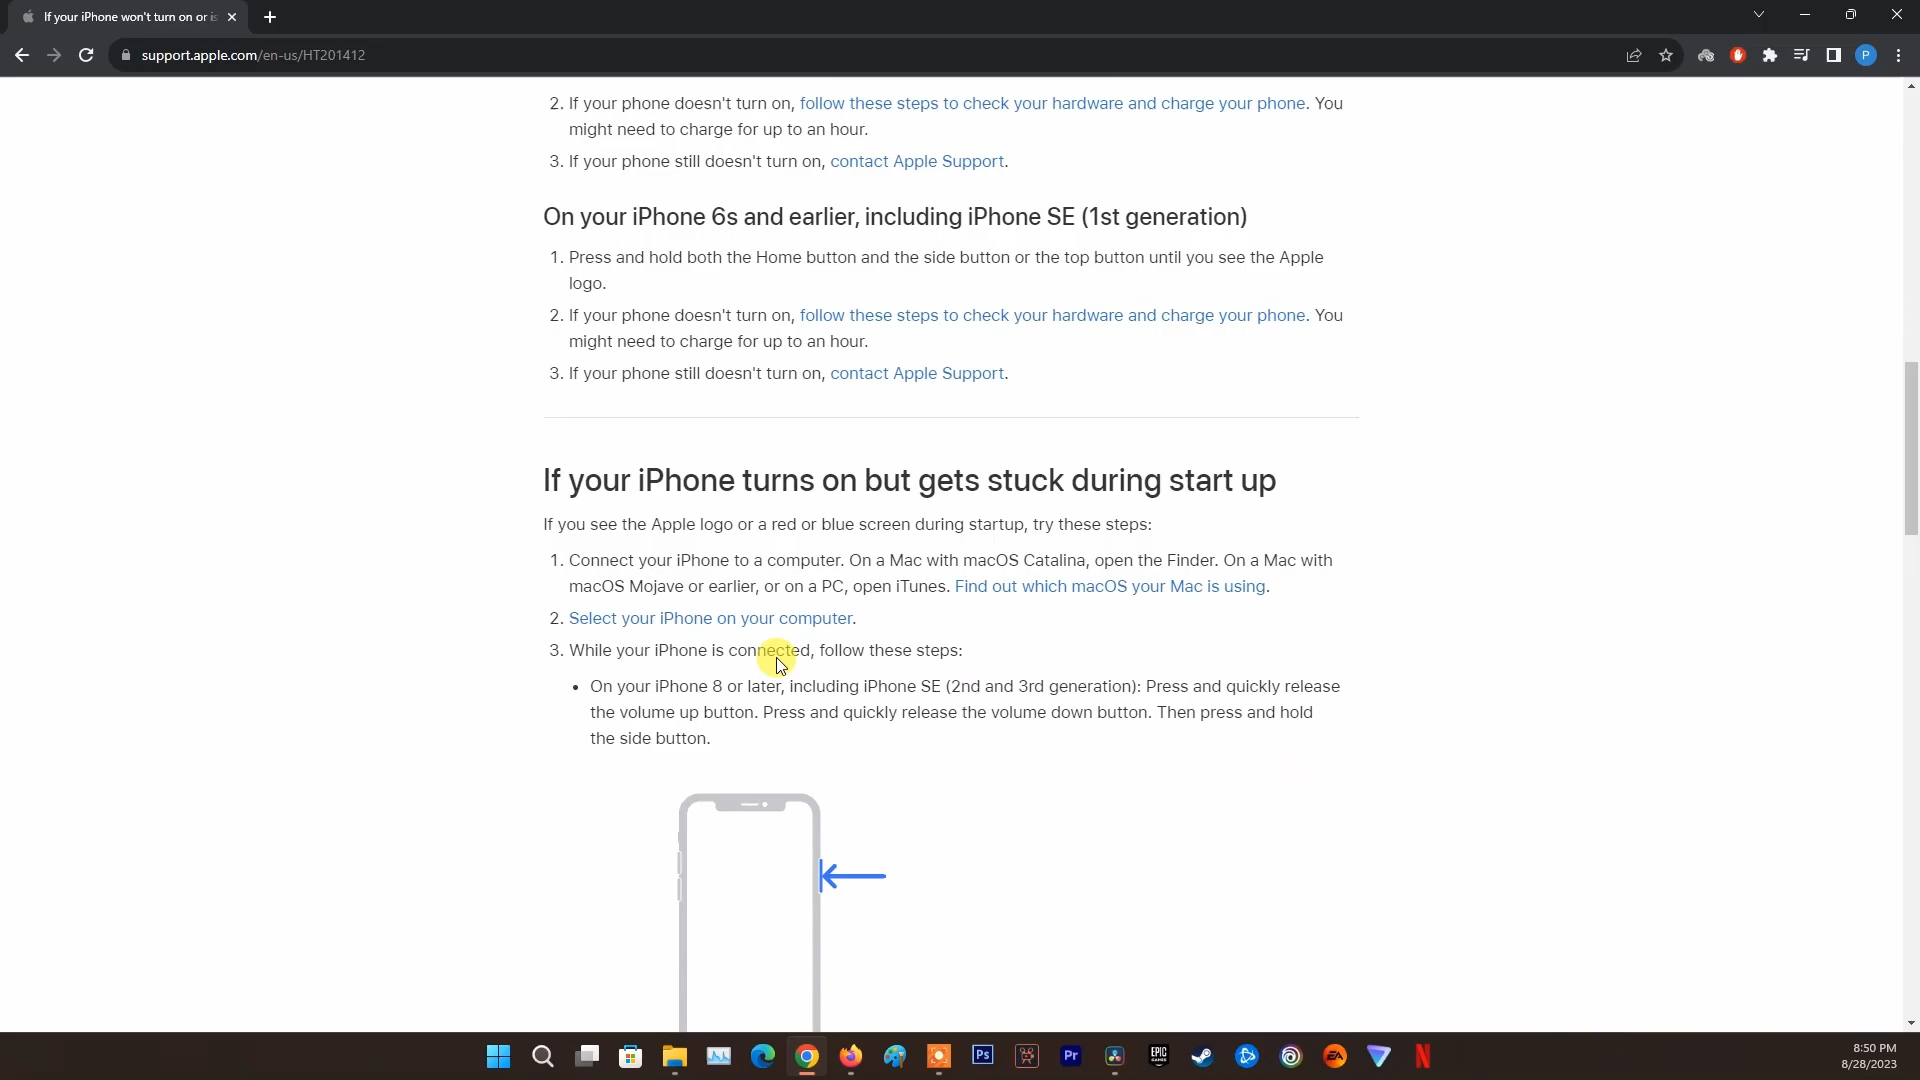 If your iPhone won't turn on or is
support.apple.com/en-us/HT201412
P
2. If your phone doesn't turn on, follow these steps to check your hardware and charge your phone. You
might need to charge for up to an hour.
3. If your phone still doesn't turn on, contact Apple Support.
On your iPhone 6s and earlier, including iPhone SE (1st generation)
1. Press and hold both the Home button and the side button or the top button until you see the Apple
logo.
2. If your phone doesn't turn on, follow these steps to check your hardware and charge your phone. You
might need to charge for up to an hour.
3. If your phone still doesn't turn on, contact Apple Support.
If your iPhone turns on but gets stuck during start up
If you see the Apple logo or a red or blue screen during startup, try these steps:
1. Connect your iPhone to a computer. On a Mac with macOS Catalina, open the Finder. On a Mac with
macOS Mojave or earlier, or on a PC, open iTunes. Find out which macOS your Mac is using.
2. Select your iPhone on your computer.
3. While your iPhone is connected, follow these steps:
• On your iPhone 8 or later, including iPhone SE (2nd and 3rd generation): Press and quickly release
the volume up button. Press and quickly release the volume down button. Then press and hold
the side button.
Ps
Pr
EPIC
GAMES
EA
N
8:50 PM
8/28/2023